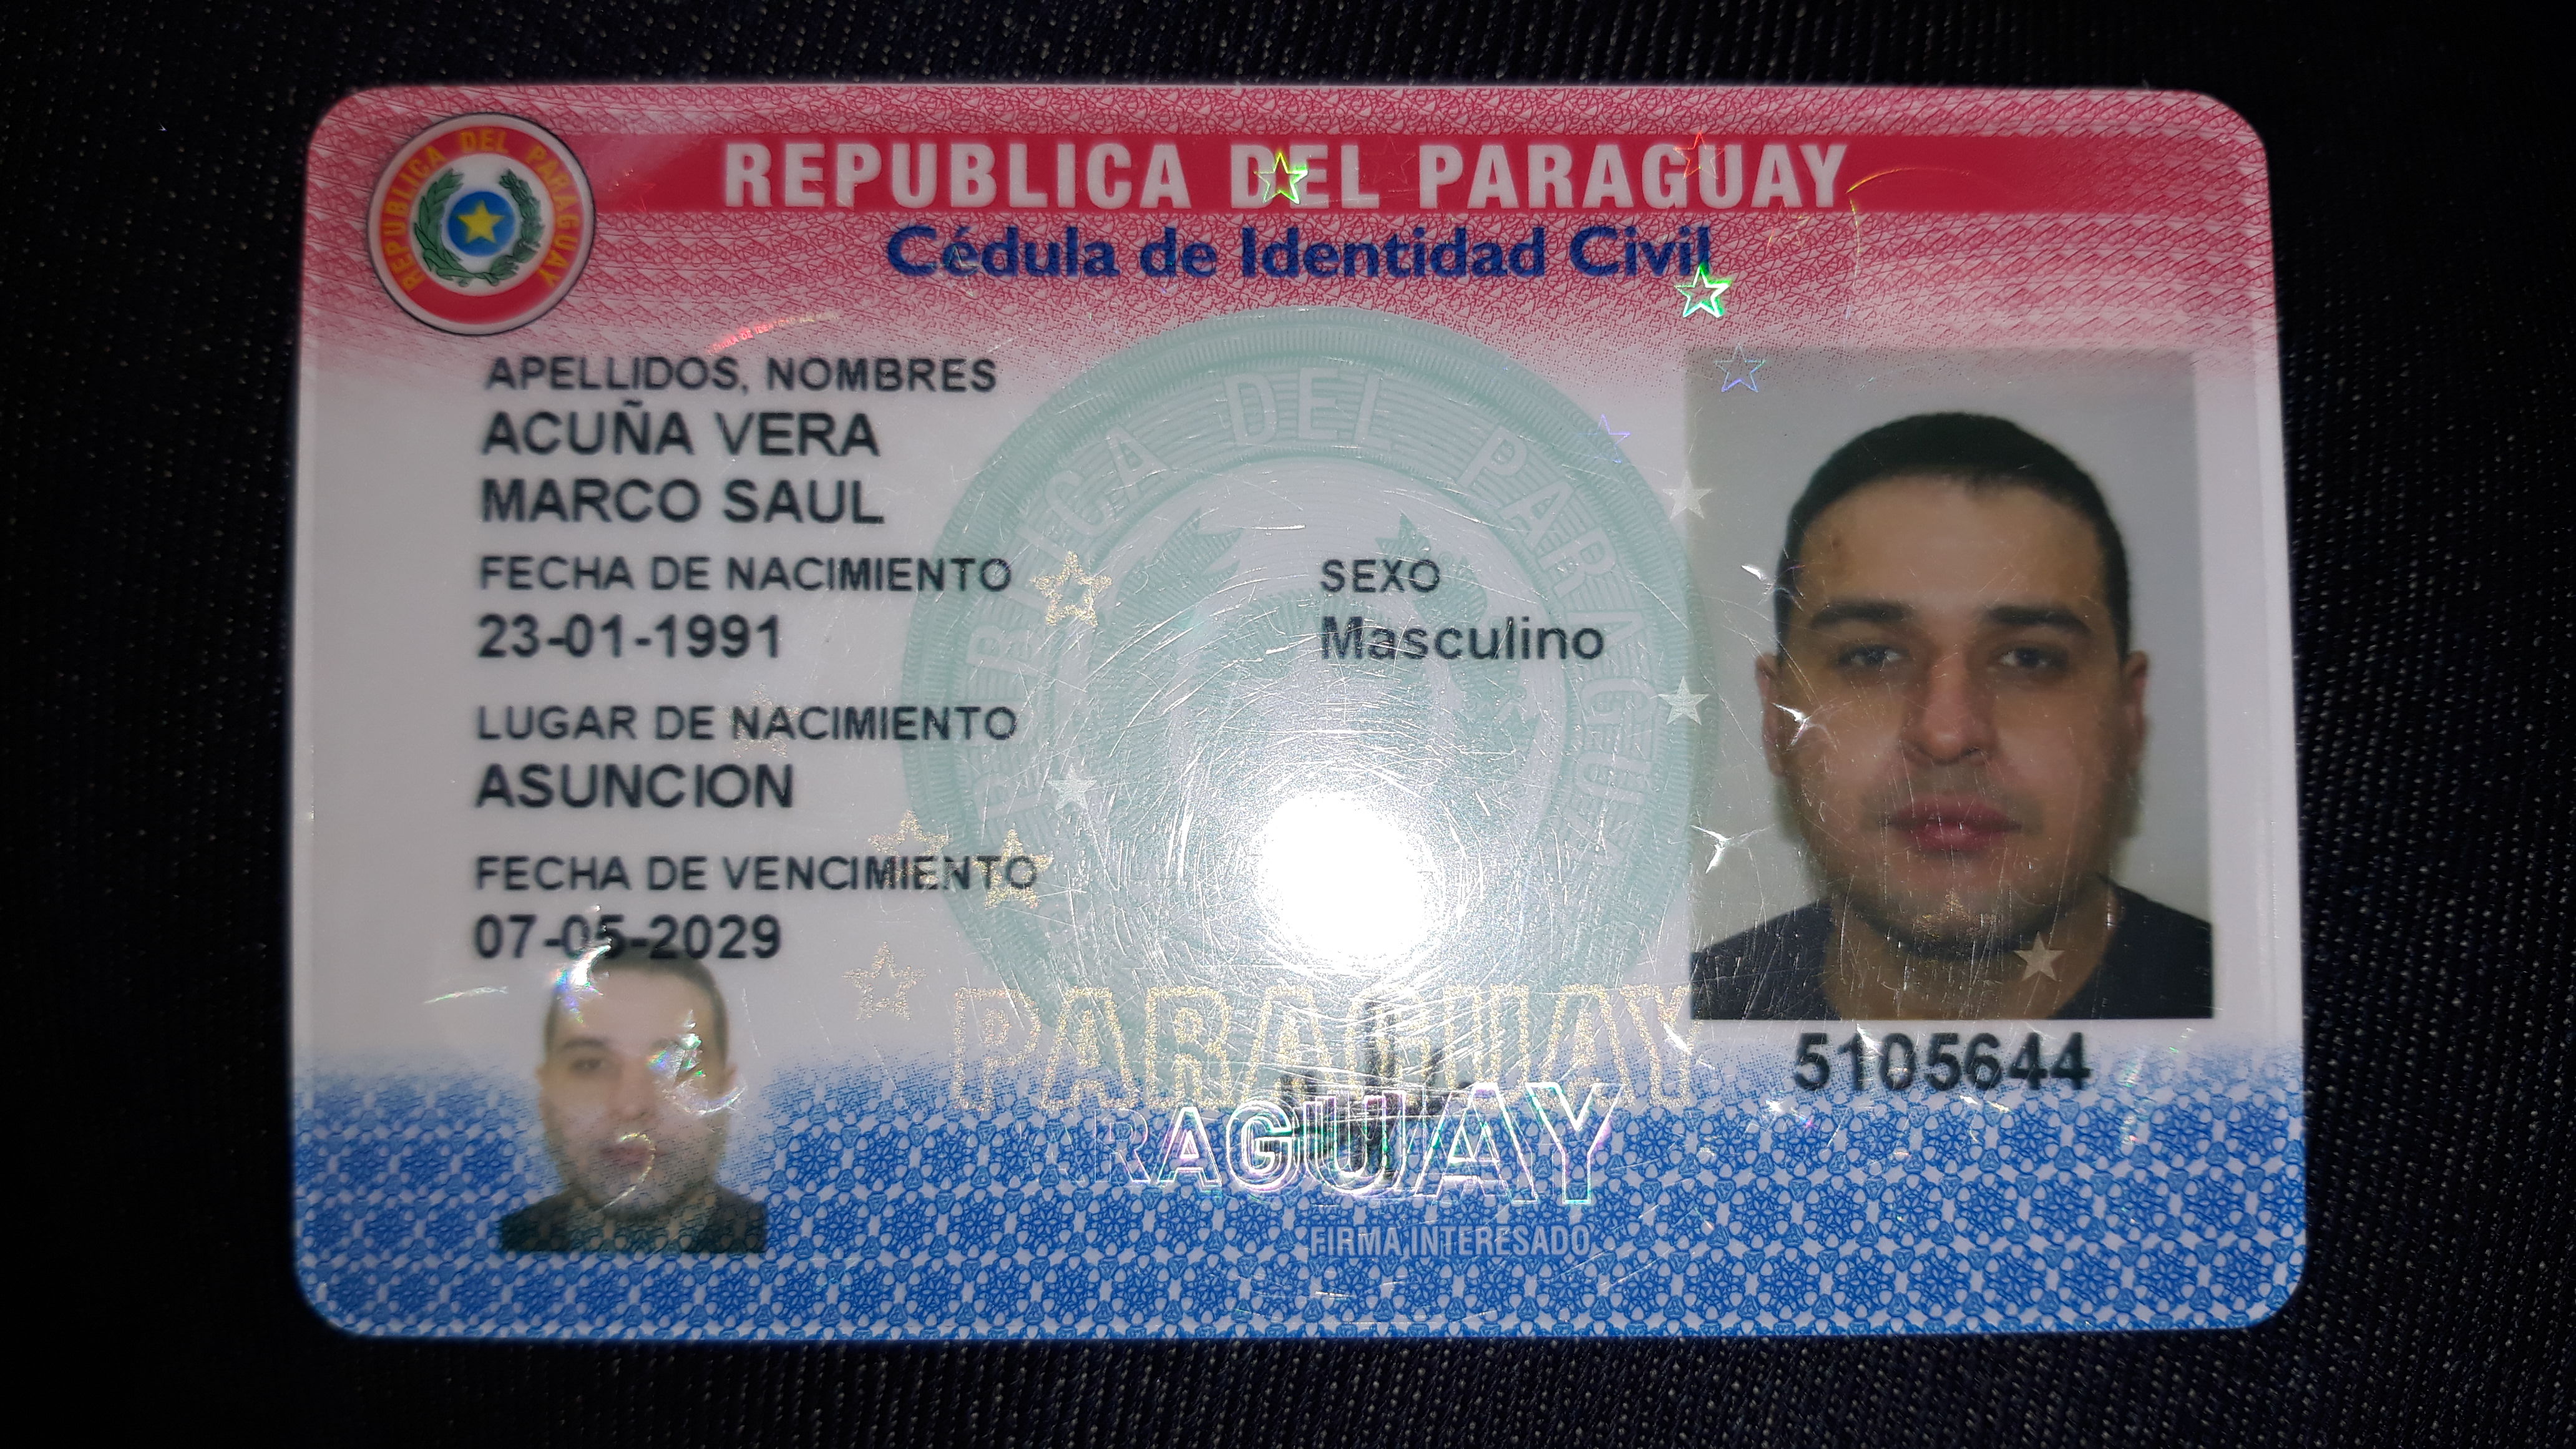 REPUBLICA DEL PARAGUAY
Cédula de Identidad Civil
REPUBLICA DEL PARAGUAY
APELLIDOS, NOMBRES
ACUÑA VERA
MARCO SAUL
FECHA DE NACIMIENTO
23-01-1991
SEXO
Masculino
LUGAR DE NACIMIENTO
ASUNCION
FECHA DE VENCIMIENTO
07-05-2029
REPUBLICA DEL PARAGUAY
PARAGUAY
RAGUAY
5105644
FIRMA INTERESADO